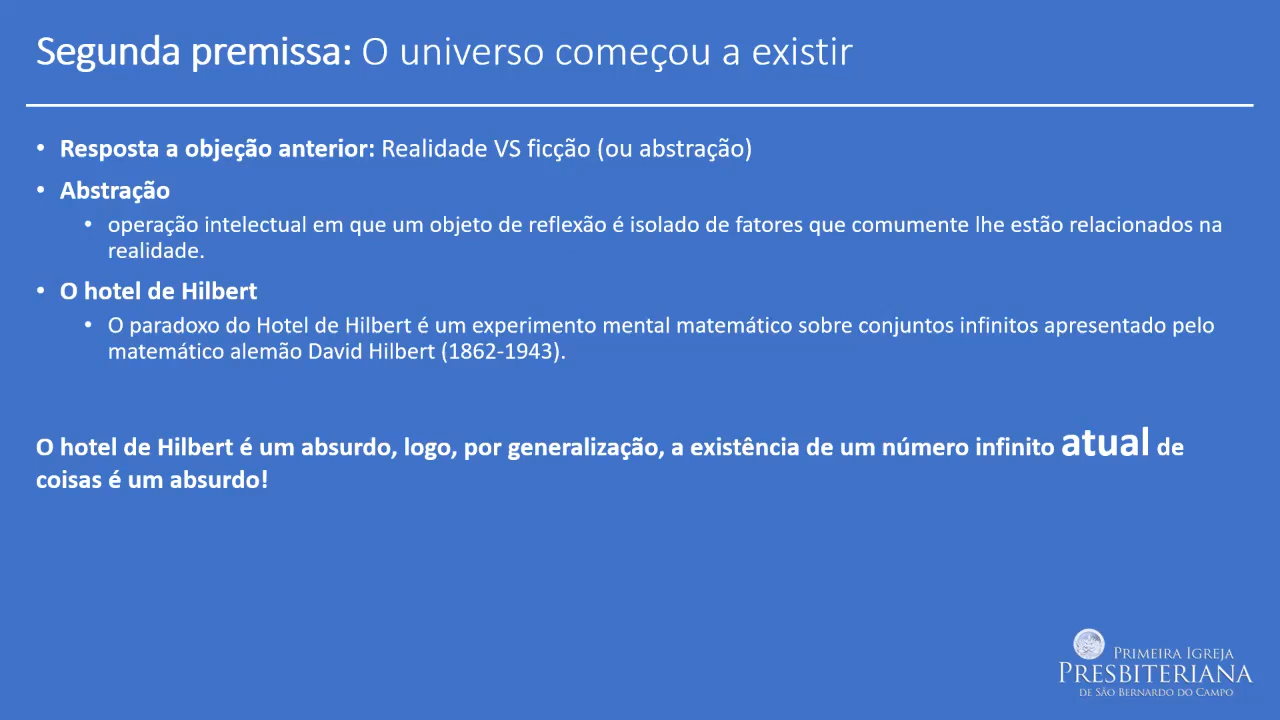 Segunda premissa: O universo começou a existir
• Resposta a objeção anterior: Realidade VS ficção (ou abstração)
• Abstração
• operação intelectual em que um objeto de reflexão é isolado de fatores que comumente lhe estão relacionados na
realidade.
• O hotel de Hilbert
• O paradoxo do Hotel de Hilbert é um experimento mental matemático sobre conjuntos infinitos apresentado pelo
matemático alemão David Hilbert (1862-1943).
O hotel de Hilbert é um absurdo, logo, por generalização, a existência de um número infinito atual de
coisas é um absurdo!
Primeira Igreja
Presbiteriana
de São Bernardo do Campo